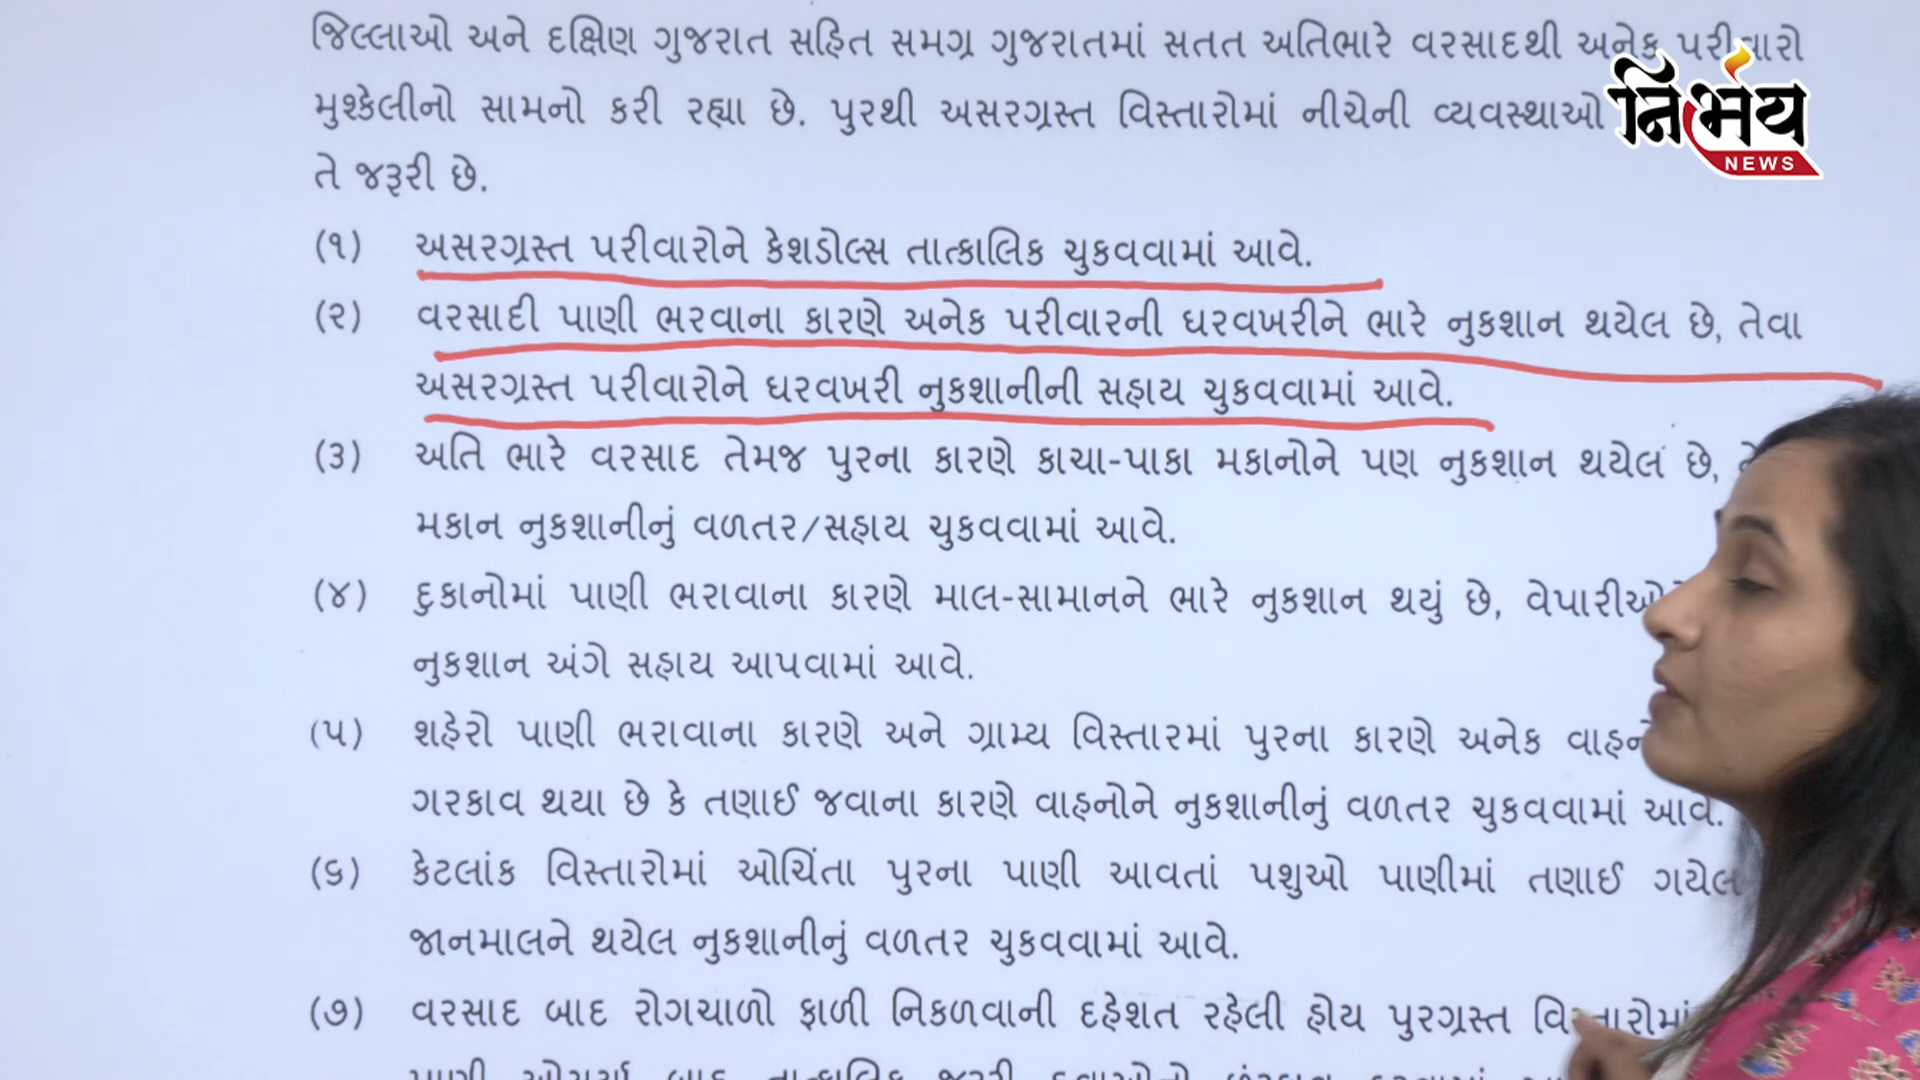 જિલ્લાઓ અને દક્ષિણ ગુજરાત સહિત સમગ્ર ગુજરાતમાં સતત અતિભારે વરસાદથી અનેક પરીવારો
મુશ્કેલીનો સામનો કરી રહ્યા છે. પુરથી અસરગ્રસ્ત વિસ્તારોમાં નીચેની વ્યવસ્થાઓ
તે જરૂરી છે.
निर्भय
NEWS
(૧) અસરગ્રસ્ત પરીવારોને કેશડોલ્સ તાત્કાલિક ચુકવવામાં આવે.
(૨) વરસાદી પાણી ભરવાના કારણે અનેક પરીવારની ઘરવખરીને ભારે નુકશાન થયેલ છે, તેવા
અસરગ્રસ્ત પરીવારોને ઘરવખરી નુકશાનીની સહાય ચુકવવામાં આવે.
(૩) અતિ ભારે વરસાદ તેમજ પુરના કારણે કાચા-પાકા મકાનોને પણ નુકશાન થયેલ છે,
મકાન નુકશાનીનું વળતર/સહાય ચુકવવામાં આવે.
(૪) દુકાનોમાં પાણી ભરાવાના કારણે માલ-સામાનને ભારે નુકશાન થયું છે, વેપારીઓને
નુકશાન અંગે સહાય આપવામાં આવે.
(૫) શહેરો પાણી ભરાવાના કારણે અને ગ્રામ્ય વિસ્તારમાં પુરના કારણે અનેક
ગરકાવ થયા છે કે તણાઈ જવાના કારણે વાહનોને નુકશાનીનું વળતર ચુકવવામાં આવે.
(૬) કેટલાંક વિસ્તારોમાં ઓચિંતા પુરના પાણી આવતાં પશુઓ પાણીમાં તણાઈ ગયેલ
જાનમાલને થયેલ નુકશાનીનું વળતર ચુકવવામાં આવે.
(૭) વરસાદ બાદ રોગચાળો ફાળી નિકળવાની દહેશત રહેલી હોય પુરગ્રસ્ત વિસ્તારોમાં